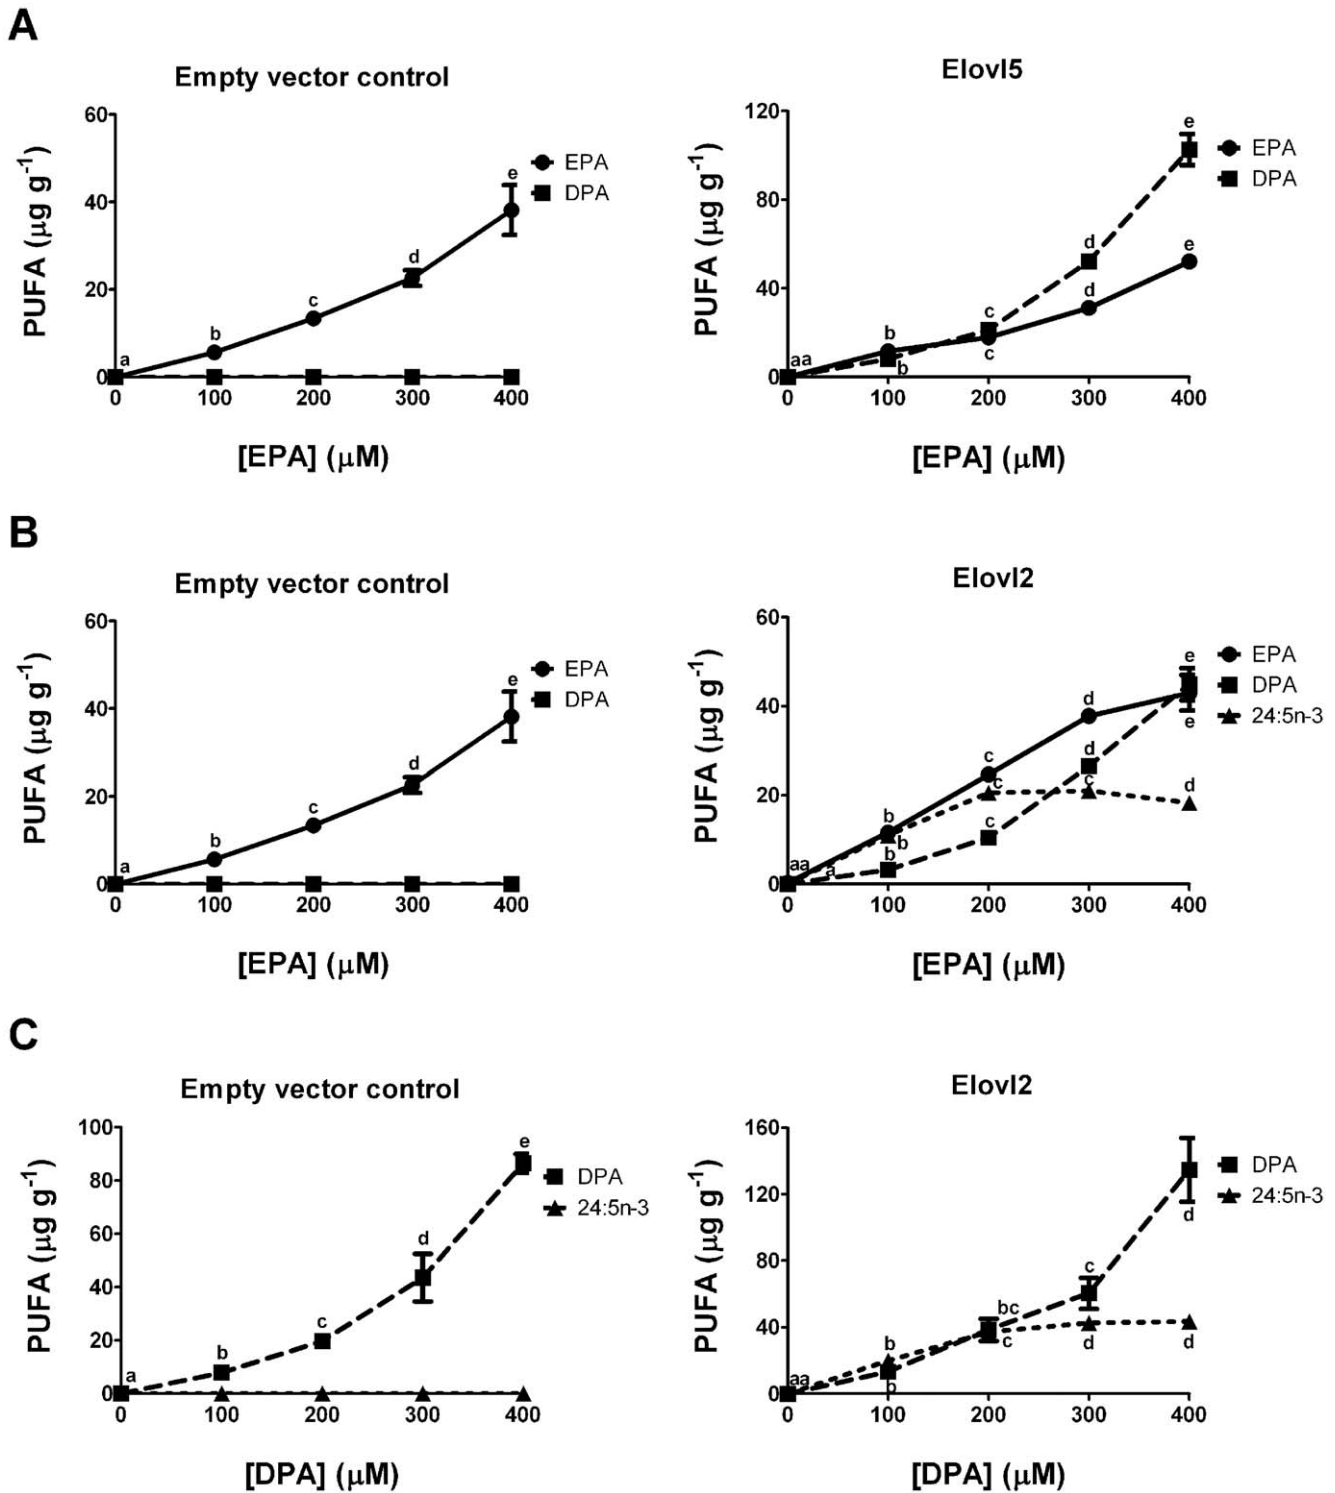 A
Empty vector control
PUFA (µg g-1)
60
40
20
0
a
b
c
d
e
EPA
DPA
0 100 200 300 400
[EPA] (µM)
Elovl5
PUFA (µg g-1)
120
80
40
0
aa
b
b
c
c
d
d
e
e
EPA
DPA
0 100 200 300 400
[EPA] (µM)
B
Empty vector control
PUFA (µg g-1)
60
40
20
0
a
b
c
d
e
EPA
DPA
0 100 200 300 400
[EPA] (µM)
Elovl2
PUFA (µg g-1)
60
40
20
0
aa
a
b
b
b
c
c
c
d
d
c
e
e
d
EPA
DPA
24:5n-3
0 100 200 300 400
[EPA] (µM)
C
Empty vector control
PUFA (µg g-1)
100
80
60
40
20
0
a
b
c
d
e
DPA
24:5n-3
0 100 200 300 400
[DPA] (µM)
Elovl2
PUFA (µg g-1)
160
120
80
40
0
aa
b
b
bc
c
c
d
d
d
DPA
24:5n-3
0 100 200 300 400
[DPA] (µM)